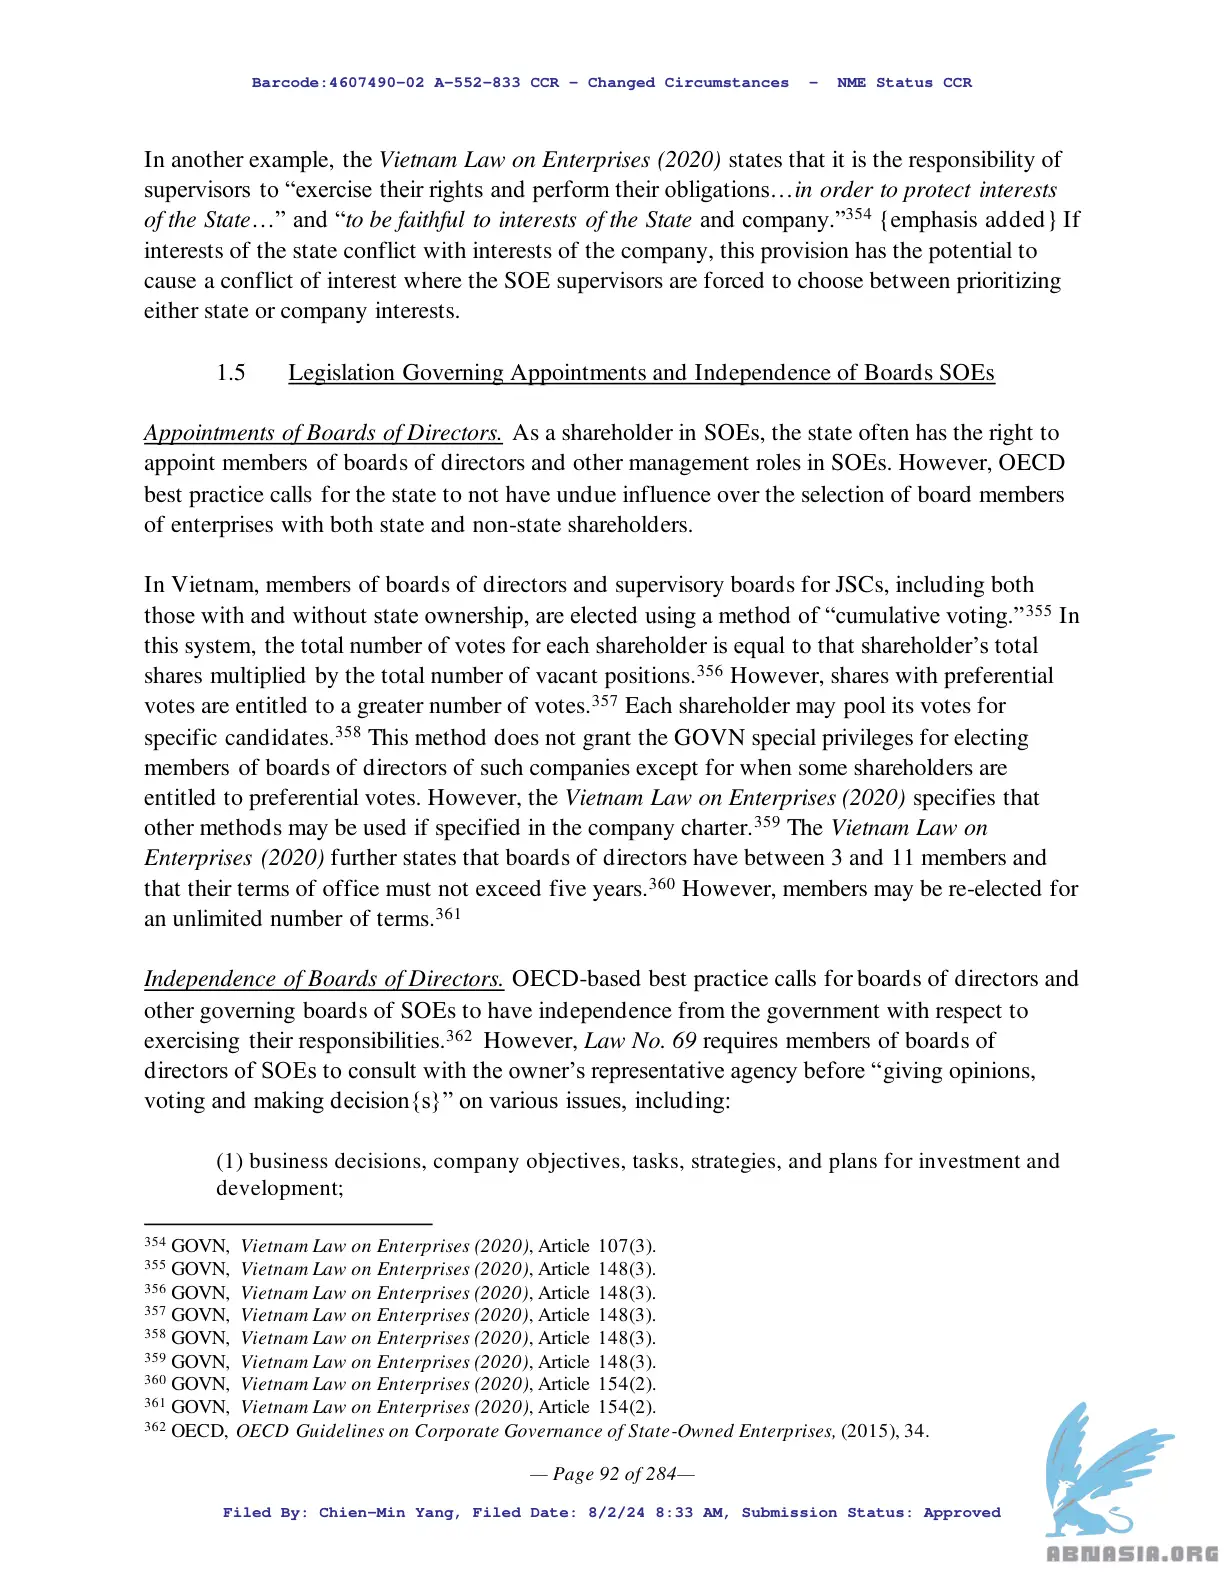 Barcode:4607490-02 A-552-833 CCR - Changed Circumstances - NME Status CCR
In another example, the Vietnam Law on Enterprises (2020) states that it is the responsibility of
supervisors to “exercise their rights and perform their obligations…in order to protect interests
of the State…” and “to be faithful to interests of the State and company.”354 {emphasis added} If
interests of the state conflict with interests of the company, this provision has the potential to
cause a conflict of interest where the SOE supervisors are forced to choose between prioritizing
either state or company interests.
1.5 Legislation Governing Appointments and Independence of Boards SOEs
Appointments of Boards of Directors. As a shareholder in SOEs, the state often has the right to
appoint members of boards of directors and other management roles in SOEs. However, OECD
best practice calls for the state to not have undue influence over the selection of board members
of enterprises with both state and non-state shareholders.
In Vietnam, members of boards of directors and supervisory boards for JSCs, including both
those with and without state ownership, are elected using a method of “cumulative voting.”355 In
this system, the total number of votes for each shareholder is equal to that shareholder’s total
shares multiplied by the total number of vacant positions.356 However, shares with preferential
votes are entitled to a greater number of votes.357 Each shareholder may pool its votes for
specific candidates.358 This method does not grant the GOVN special privileges for electing
members of boards of directors of such companies except for when some shareholders are
entitled to preferential votes. However, the Vietnam Law on Enterprises (2020) specifies that
other methods may be used if specified in the company charter.359 The Vietnam Law on
Enterprises (2020) further states that boards of directors have between 3 and 11 members and
that their terms of office must not exceed five years.360 However, members may be re-elected for
an unlimited number of terms.361
Independence of Boards of Directors. OECD-based best practice calls for boards of directors and
other governing boards of SOEs to have independence from the government with respect to
exercising their responsibilities.362 However, Law No. 69 requires members of boards of
directors of SOEs to consult with the owner’s representative agency before “giving opinions,
voting and making decision{s}” on various issues, including:
(1) business decisions, company objectives, tasks, strategies, and plans for investment and
development;
354 GOVN, Vietnam Law on Enterprises (2020), Article 107(3).
355 GOVN, Vietnam Law on Enterprises (2020), Article 148(3).
356 GOVN, Vietnam Law on Enterprises (2020), Article 148(3).
357 GOVN, Vietnam Law on Enterprises (2020), Article 148(3).
358 GOVN, Vietnam Law on Enterprises (2020), Article 148(3).
359 GOVN, Vietnam Law on Enterprises (2020), Article 148(3).
360 GOVN, Vietnam Law on Enterprises (2020), Article 154(2).
361 GOVN, Vietnam Law on Enterprises (2020), Article 154(2).
362 OECD, OECD Guidelines on Corporate Governance of State-Owned Enterprises, (2015), 34.
— Page 92 of 284—
Filed By: Chien-Min Yang, Filed Date: 8/2/24 8:33 AM, Submission Status: Approved
ABNASIA.ORG